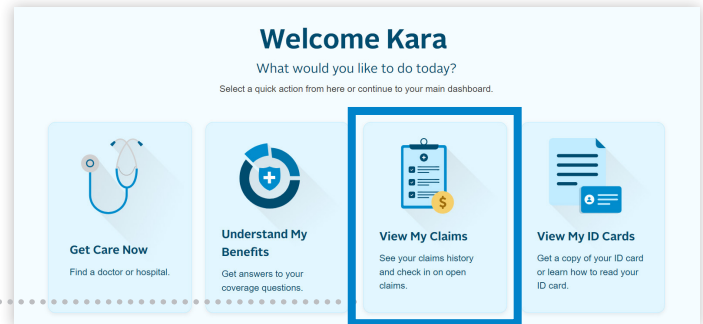 Welcome Kara
What would you like to do today?
Select a quick action from here or continue to your main dashboard.
Get Care Now
Find a doctor or hospital.
Understand My
Benefits
Get answers to your
coverage questions.
View My Claims
See your claims history
and check in on open
claims.
View My ID Cards
Get a copy of your ID card
or learn how to read your
ID card.